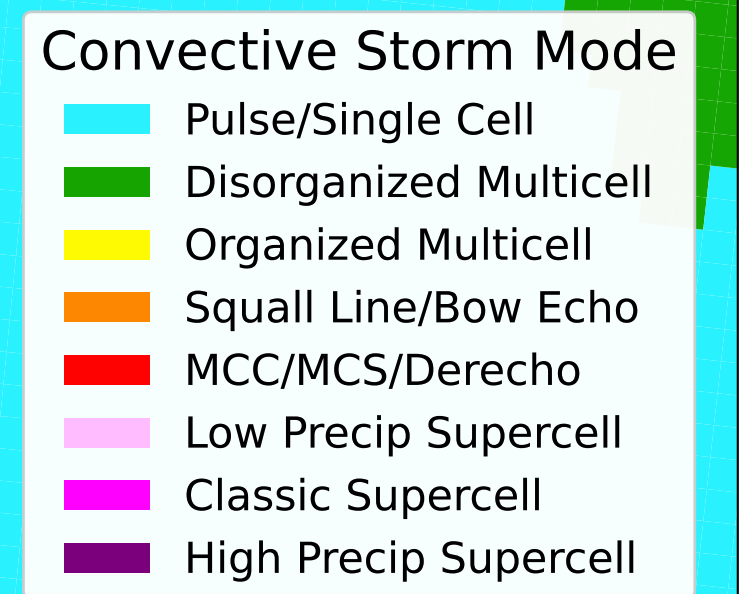 Convective Storm Mode
Pulse/Single Cell
Disorganized Multicell
Organized Multicell
Squall Line/Bow Echo
MCC/MCS/Derecho
Low Precip Supercell
Classic Supercell
High Precip Supercell